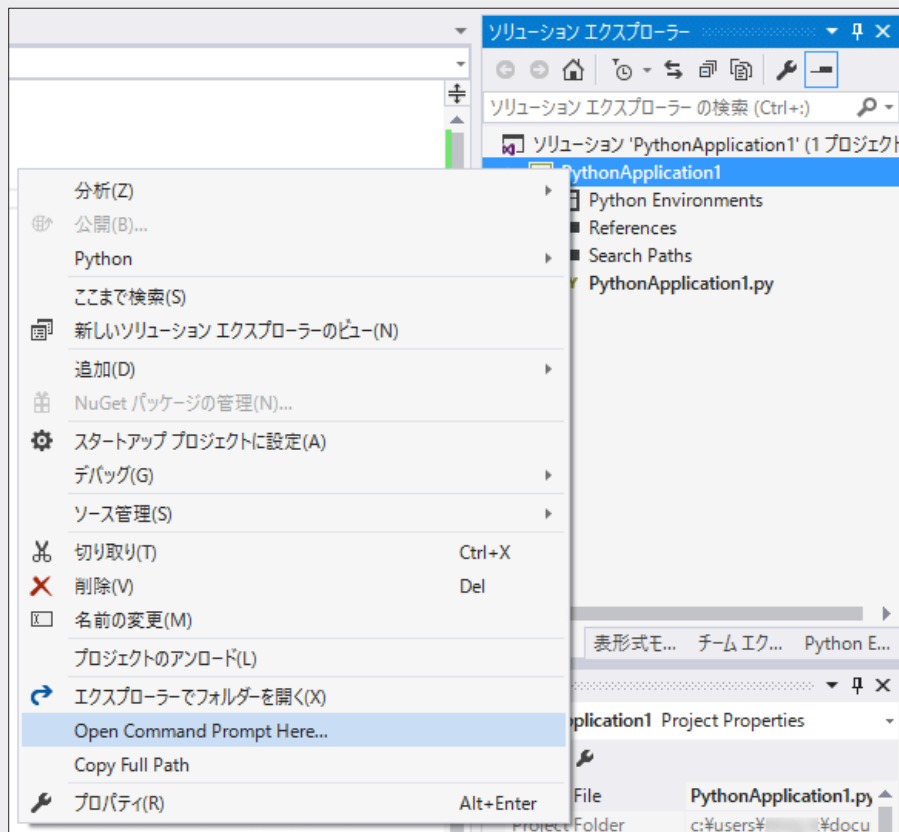 ソリューション エクスプローラー
ソリューション エクスプローラー の検索 (Ctrl+:)
ソリューション 'PythonApplication1' (1 プロジェクト
PythonApplication1
Python Environments
References
Search Paths
PythonApplication1.py
分析(Z)
公開(B)...
Python
ここまで検索(S)
新しいソリューション エクスプローラーのビュー(N)
追加(D)
NuGet パッケージの管理(N)...
スタートアップ プロジェクトに設定(A)
デバッグ(G)
ソース管理(S)
切り取り(T) Ctrl+X
削除(V) Del
名前の変更(M)
プロジェクトのアンロード(L)
エクスプローラーでフォルダーを開く(X)
Open Command Prompt Here...
Copy Full Path
プロパティ(R) Alt+Enter
表形式モ... チーム エク... Python E...
plication1 Project Properties
File PythonApplication1.py
Project Folder c:¥users¥ ¥docu